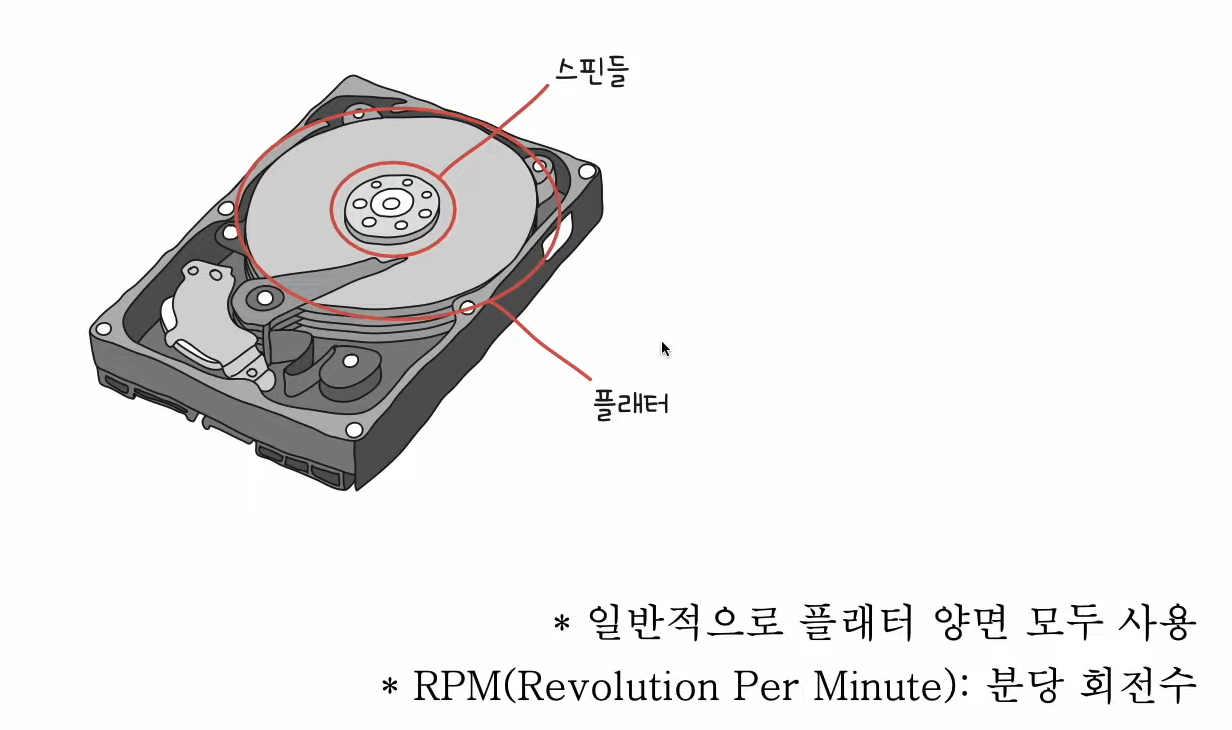 스핀들
플래터
* 일반적으로 플래터 양면 모두 사용
* RPM(Revolution Per Minute): 분당 회전수